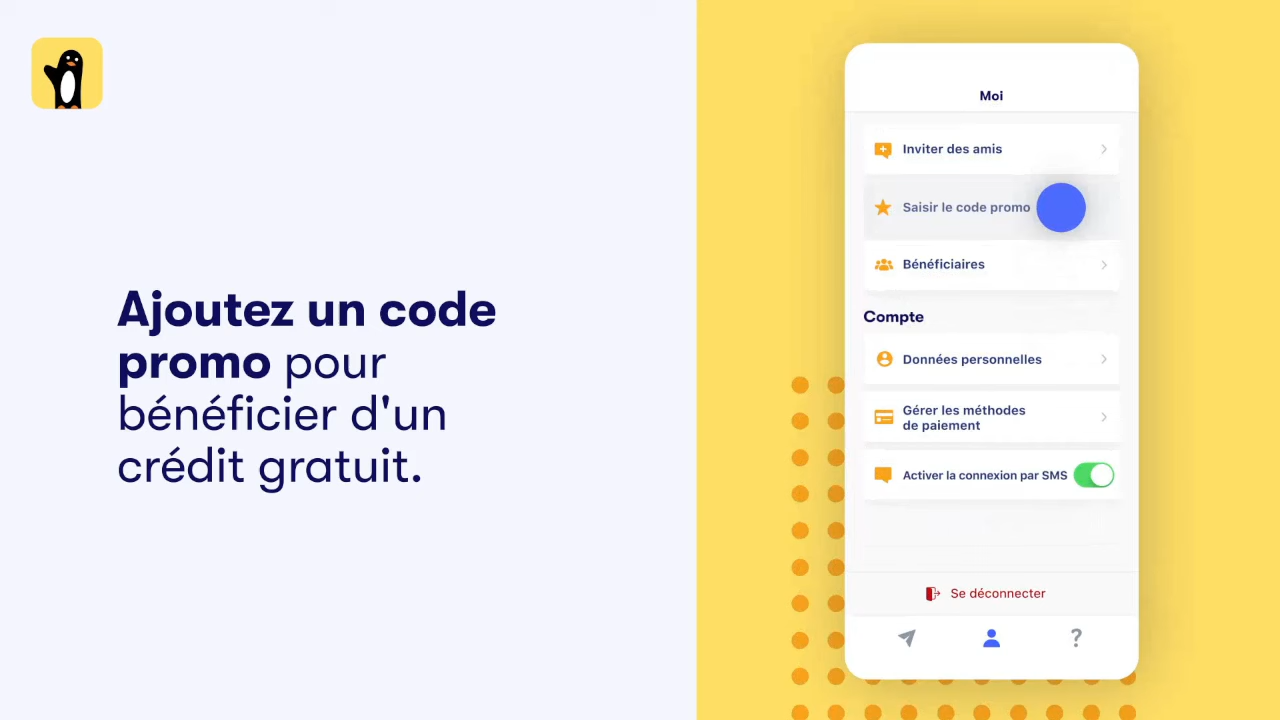 Ajoutez un code
promo pour
bénéficier d'un
crédit gratuit.
Moi
Inviter des amis
Saisir le code promo
Bénéficiaires
Compte
Données personnelles
Gérer les méthodes
de paiement
Activer la connexion par SMS
Se déconnecter
?